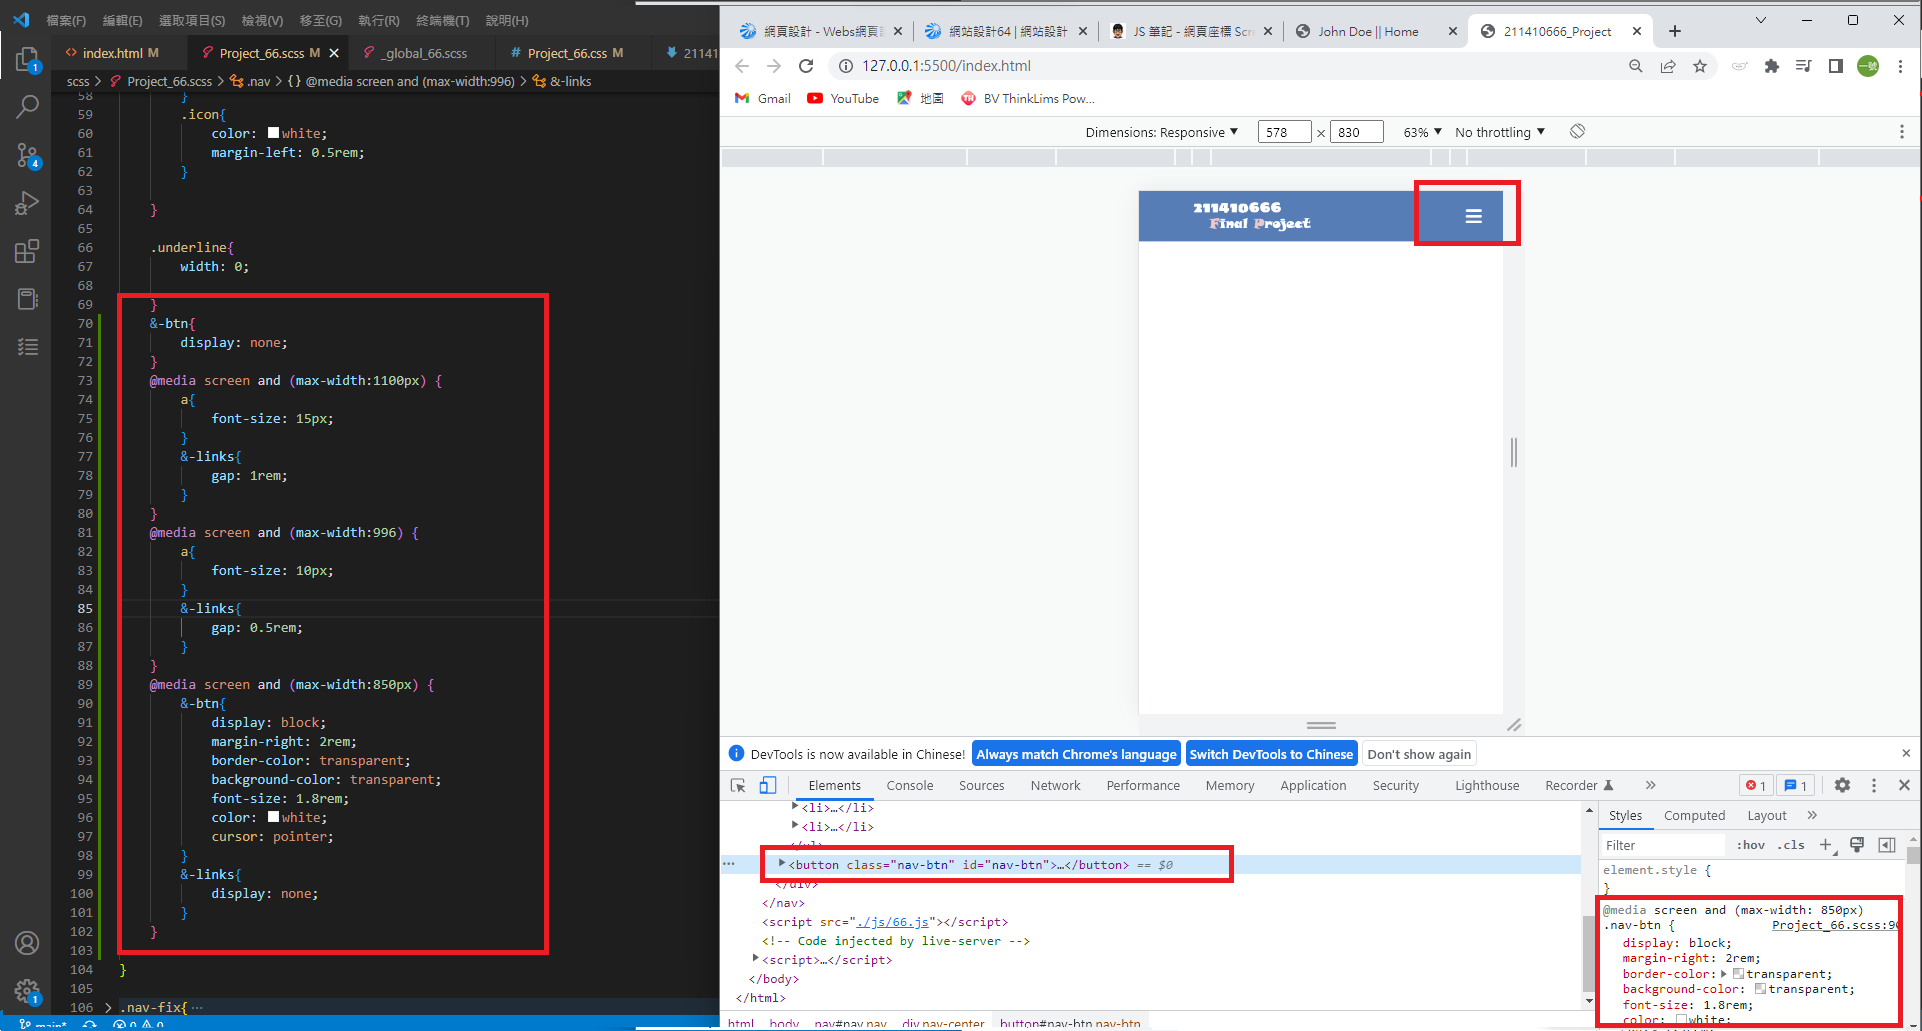 檔案(F) 編輯(E) 選取項目(S) 檢視(V) 移至(G) 執行(R) 終端機(T) 說明(H)
index.html M
Project_66.scss M
_global_66.scss
Project_66.css M
21141
scss > Project_66.scss > .nav > {} @media screen and (max-width:996) > &-links
58 }
59 .icon{
60 color: white;
61 margin-left: 0.5rem;
62 }
63
64 }
65
66 .underline{
67 width: 0;
68
69 }
70 &-btn{
71 display: none;
72 }
73 @media screen and (max-width:1100px) {
74 a{
75 font-size: 15px;
76 }
77 &-links{
78 gap: 1rem;
79 }
80 }
81 @media screen and (max-width:996) {
82 a{
83 font-size: 10px;
84 }
85 &-links{
86 gap: 0.5rem;
87 }
88 }
89 @media screen and (max-width:850px) {
90 &-btn{
91 display: block;
92 margin-right: 2rem;
93 border-color: transparent;
94 background-color: transparent;
95 font-size: 1.8rem;
96 color: white;
97 cursor: pointer;
98 }
99 &-links{
100 display: none;
101 }
102 }
103
104 }
105
106 .nav-fix{ ...
1
4
1
main*
0 0
網頁設計 - Webs網頁設
網站設計64 | 網站設計
JS 筆記 - 網頁座標 Scr
John Doe || Home
211410666_Project
127.0.0.1:5500/index.html
一號
Gmail
YouTube
地圖
BV ThinkLims Pow...
Dimensions: Responsive 578 × 830 63% No throttling
211410666
Final Project
DevTools is now available in Chinese! Always match Chrome's language Switch DevTools to Chinese Don't show again
Elements Console Sources Network Performance Memory Application Security Lighthouse Recorder 1 1
<li>…</li>
<li>…</li>
</ul>
<button class="nav-btn" id="nav-btn">…</button> == $0
</div>
</nav>
<script src="./js/66.js"></script>
<!-- Code injected by live-server -->
<script>…</script>
</body>
</html>
html body nav#nav.nav div.nav-center button#nav-btn.nav-btn
Styles Computed Layout
Filter :hov .cls
element.style {
}
@media screen and (max-width: 850px)
.nav-btn { Project_66.scss:90
display: block;
margin-right: 2rem;
border-color: transparent;
background-color: transparent;
font-size: 1.8rem;
color: white;